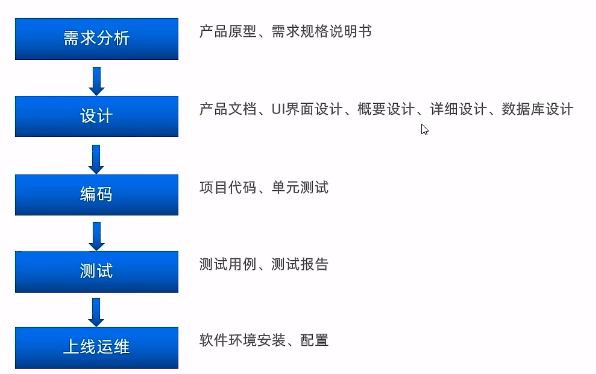 需求分析
产品原型、需求规格说明书
设计
产品文档、UI界面设计、概要设计、详细设计、数据库设计
编码
项目代码、单元测试
测试
测试用例、测试报告
上线运维
软件环境安装、配置